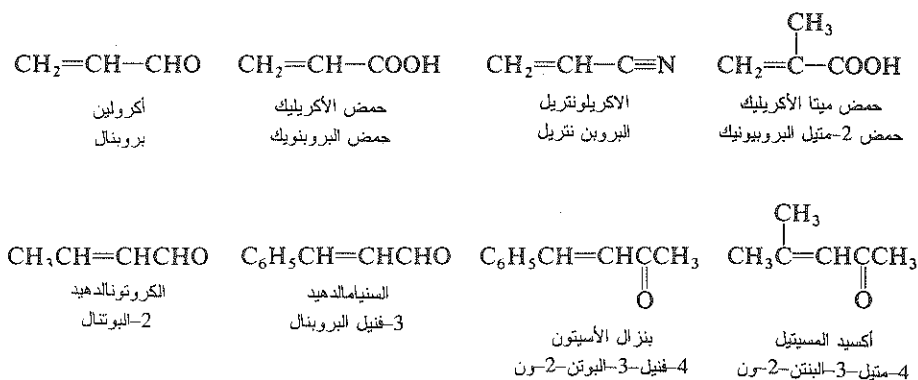 CH₃
CH₂=CH—CHO
CH₂=CH—COOH
CH₂=CH—C≡N
CH₂=C—COOH
أكرولين
حمض الأكريليك
الاكريلونتريل
حمض ميتا الأكريليك
بروبنال
حمض البروبنويك
البروبن نتريل
حمض 2-متيل البروبيونيك
CH₃
CH₃CH=CHCHO
C₆H₅CH=CHCHO
C₆H₅CH=CHCCH₃
CH₃C=CHCCH₃
O
O
الكروتونالدهيد
السنيامالدهيد
بنزال الأسيتون
أكسيد المسيتيل
2-البوتنال
3-فنيل البروبنال
4-فنيل-3-البوتن-2-ون
4-متيل-3-البنتن-2-ون